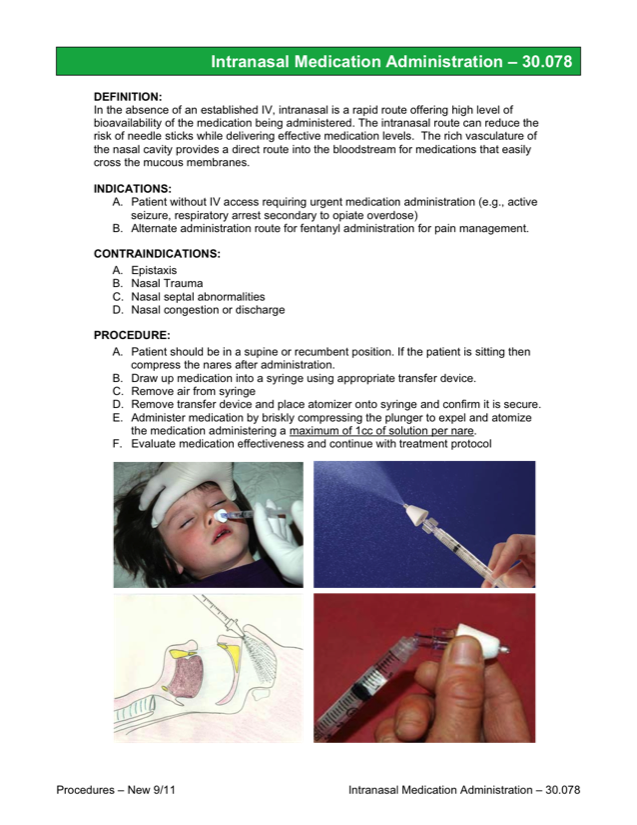 Intranasal Medication Administration – 30.078
DEFINITION:
In the absence of an established IV, intranasal is a rapid route offering high level of
bioavailability of the medication being administered. The intranasal route can reduce the
risk of needle sticks while delivering effective medication levels.  The rich vasculature of
the nasal cavity provides a direct route into the bloodstream for medications that easily
cross the mucous membranes.
INDICATIONS:
A. Patient without IV access requiring urgent medication administration (e.g., active
seizure, respiratory arrest secondary to opiate overdose)
B. Alternate administration route for fentanyl administration for pain management.
CONTRAINDICATIONS:
A. Epistaxis
B. Nasal Trauma
C. Nasal septal abnormalities
D. Nasal congestion or discharge
PROCEDURE:
A. Patient should be in a supine or recumbent position. If the patient is sitting then
compress the nares after administration.
B. Draw up medication into a syringe using appropriate transfer device.
C. Remove air from syringe
D. Remove transfer device and place atomizer onto syringe and confirm it is secure.
E. Administer medication by briskly compressing the plunger to expel and atomize
the medication administering a maximum of 1cc of solution per nare.
F. Evaluate medication effectiveness and continue with treatment protocol
Procedures – New 9/11
Intranasal Medication Administration – 30.078